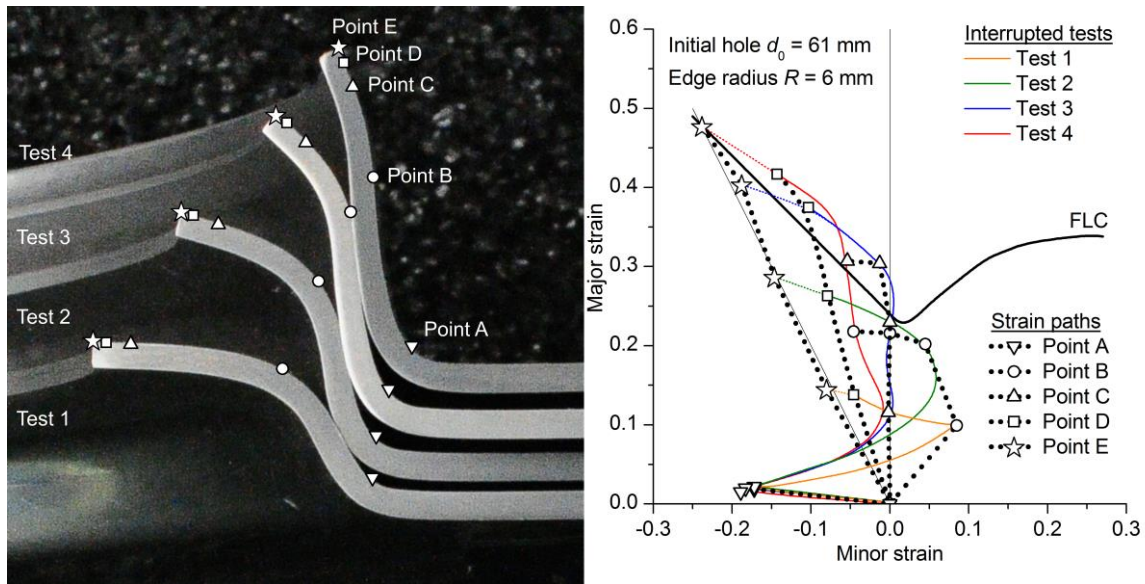 Point E
Point D
Point C
Test 4
Point B
Test 3
Test 2
Point A
Test 1
0.6
0.5
0.4
0.3
0.2
0.1
0.0
Major strain
Initial hole d₀ = 61 mm
Edge radius R = 6 mm
Interrupted tests
Test 1
Test 2
Test 3
Test 4
FLC
Strain paths
Point A
Point B
Point C
Point D
Point E
-0.3 -0.2 -0.1 0.0 0.1 0.2 0.3
Minor strain